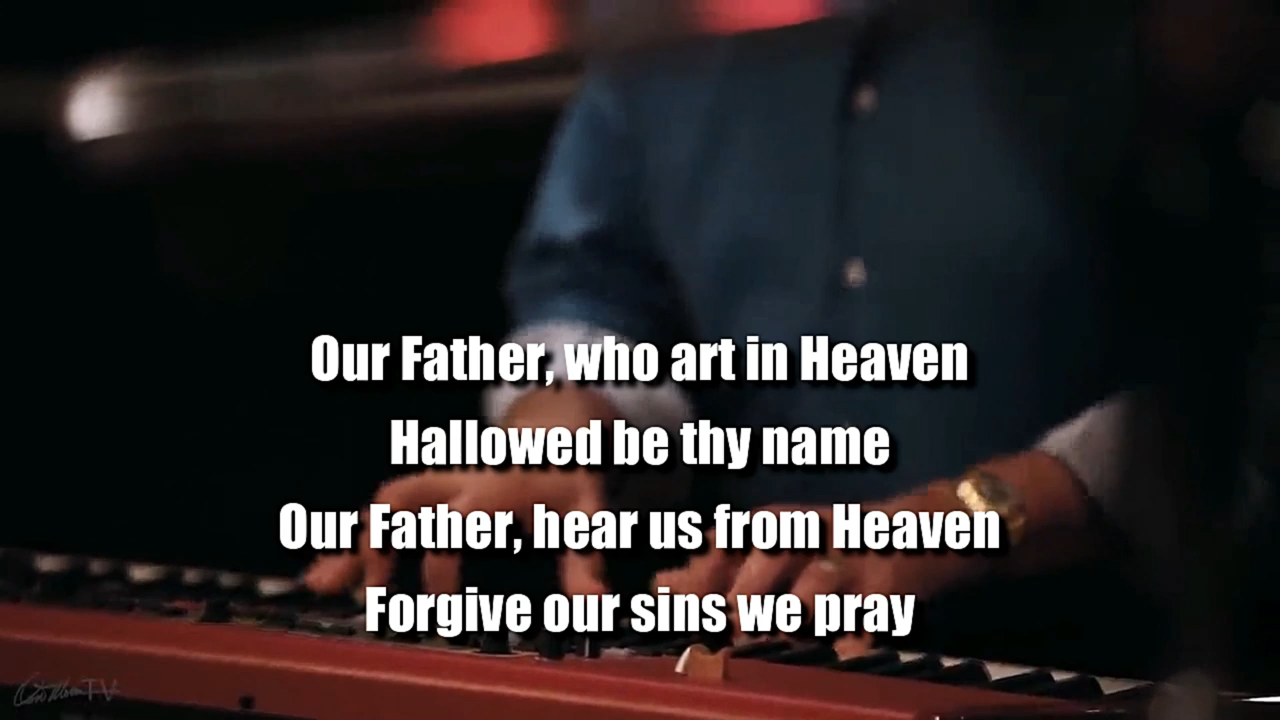 Our Father, who art in Heaven
Hallowed be thy name
Our Father, hear us from Heaven
Forgive our sins we pray